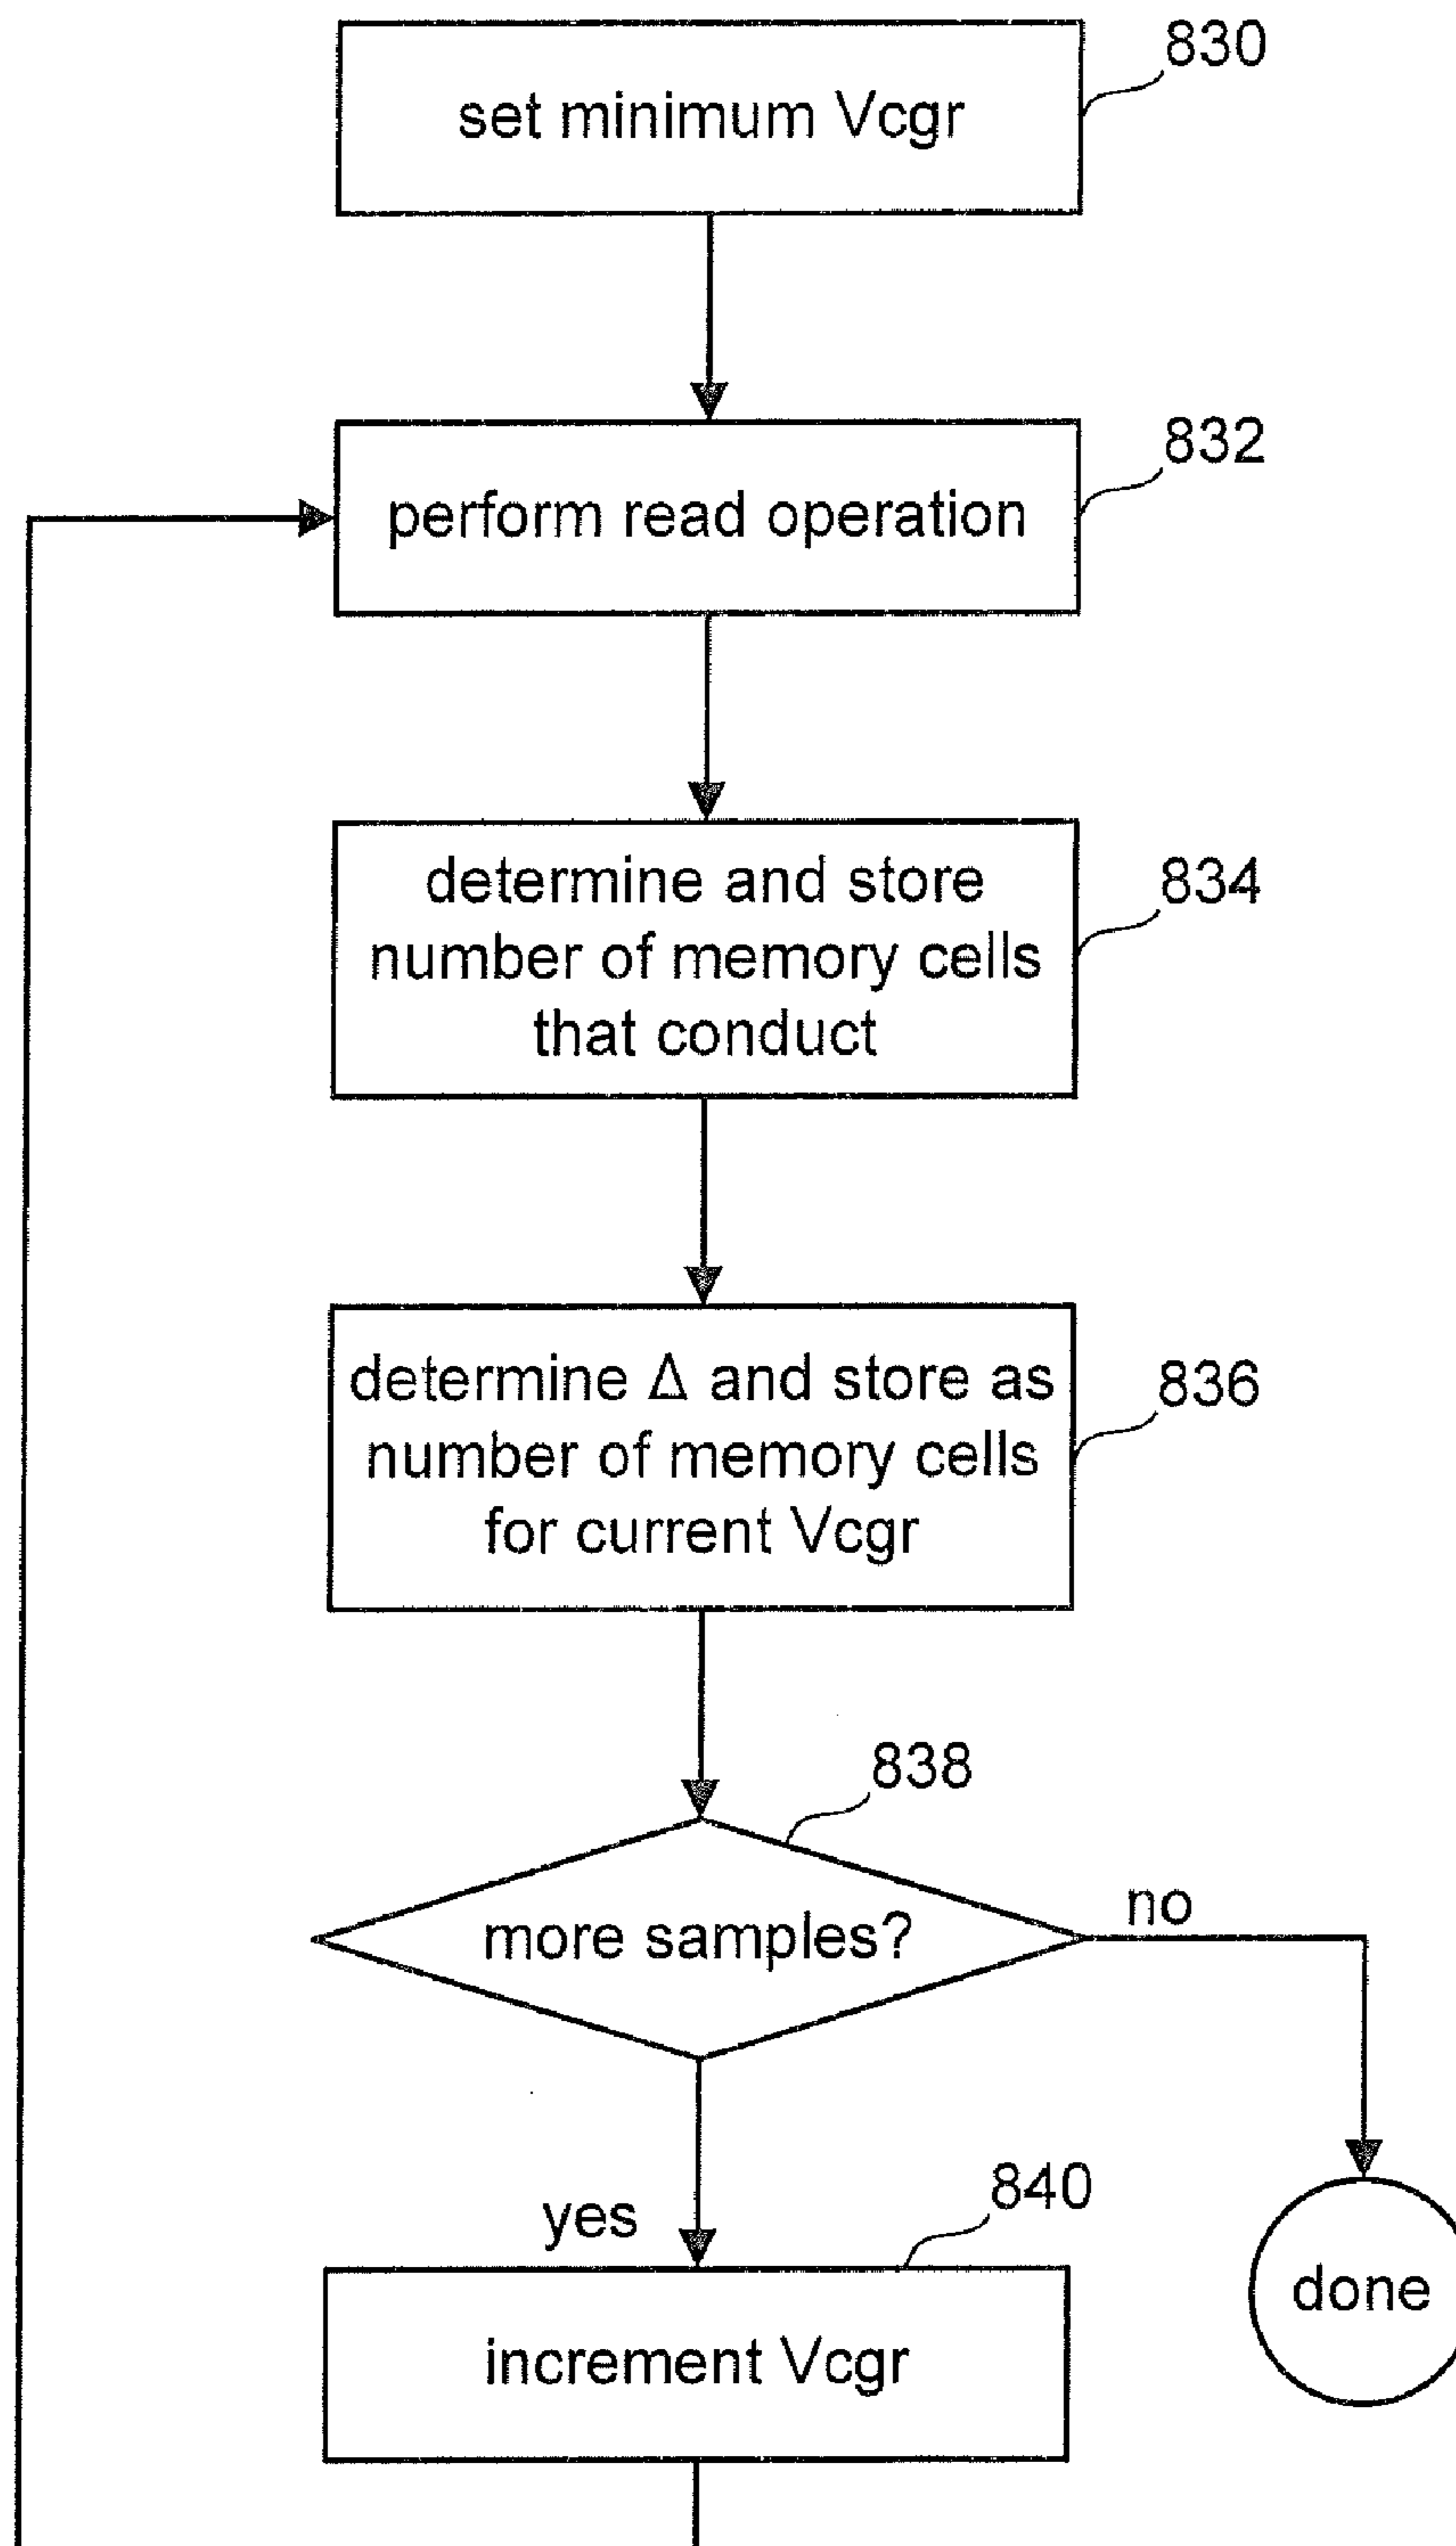 830
set minimum Vcgr
832
perform read operation
834
determine and store
number of memory cells
that conduct
836
determine Δ and store as
number of memory cells
for current Vcgr
838
more samples?
no
yes
840
increment Vcgr
done